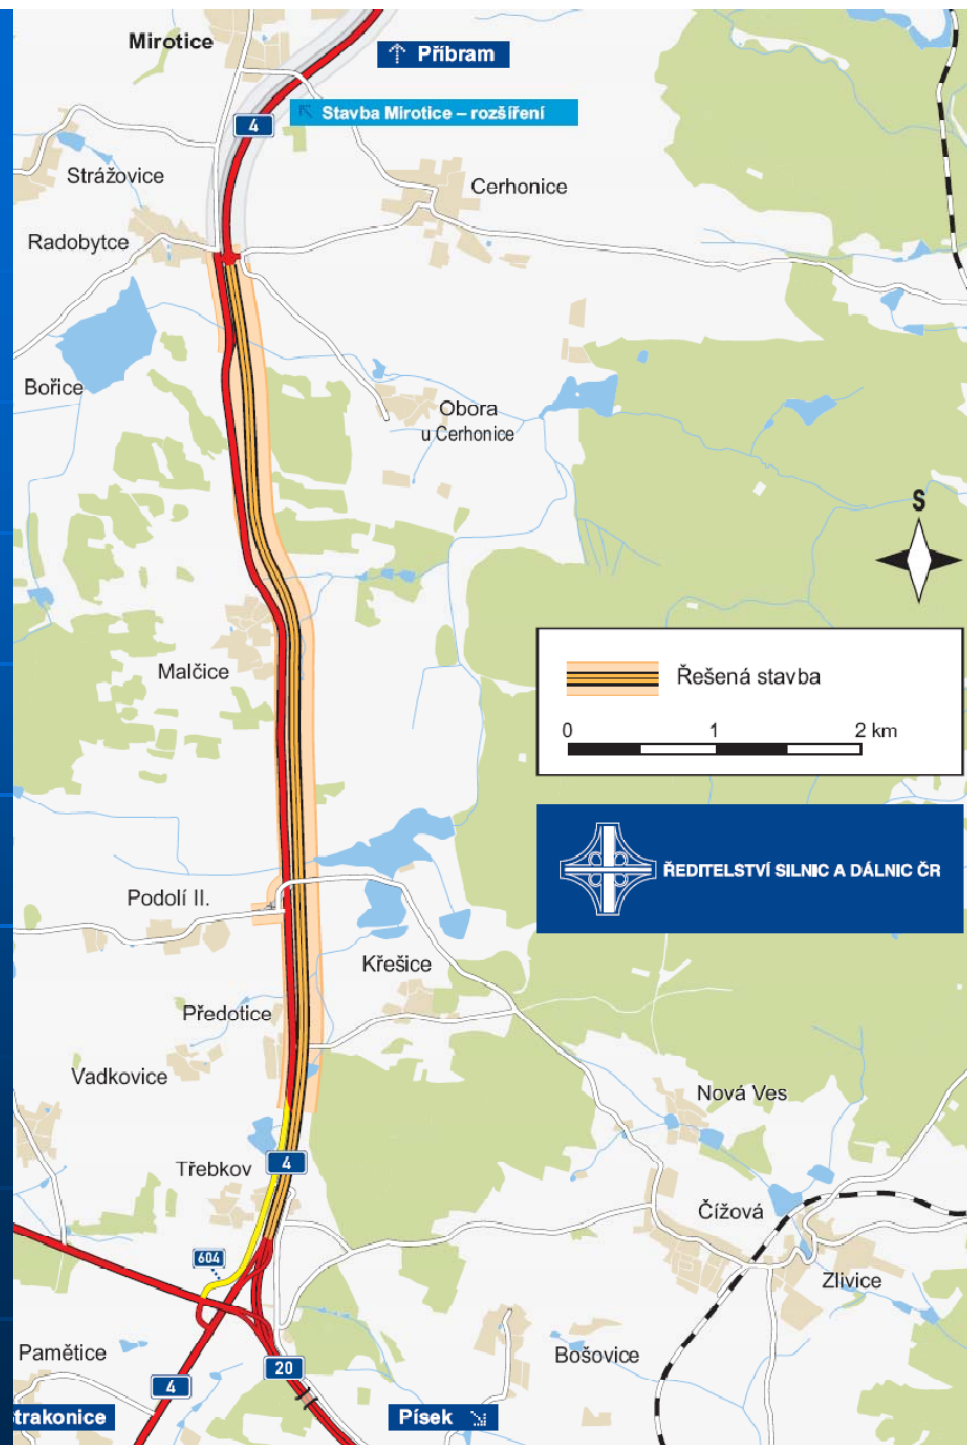 Mirotice
Příbram
Stavba Mirotice – rozšíření
4
Strážovice
Cerhonice
Radobytce
Bořice
Obora
u Cerhonice
S
Malčice
Řešená stavba
0 1 2 km
ŘEDITELSTVÍ SILNIC A DÁLNIC ČR
Podolí II.
Křešice
Předotice
Vadkovice
Nová Ves
4
Třebkov
Čížová
604
Zlivice
Pamětice
Bošovice
20
4
trakonice
Písek